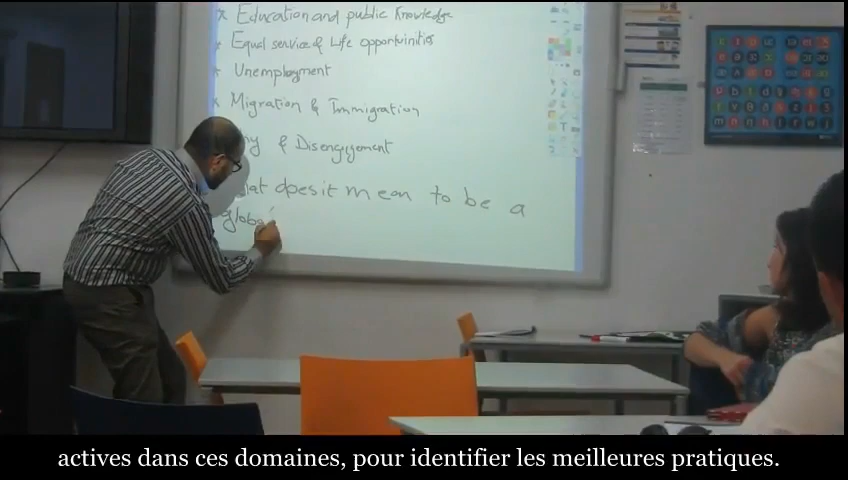 * Education and public Knowledge
* Equal service & Life opportuinities
* Unemployment
* Migration & Immigration
& Disengagement
does it mean to be a
actives dans ces domaines, pour identifier les meilleures pratiques.